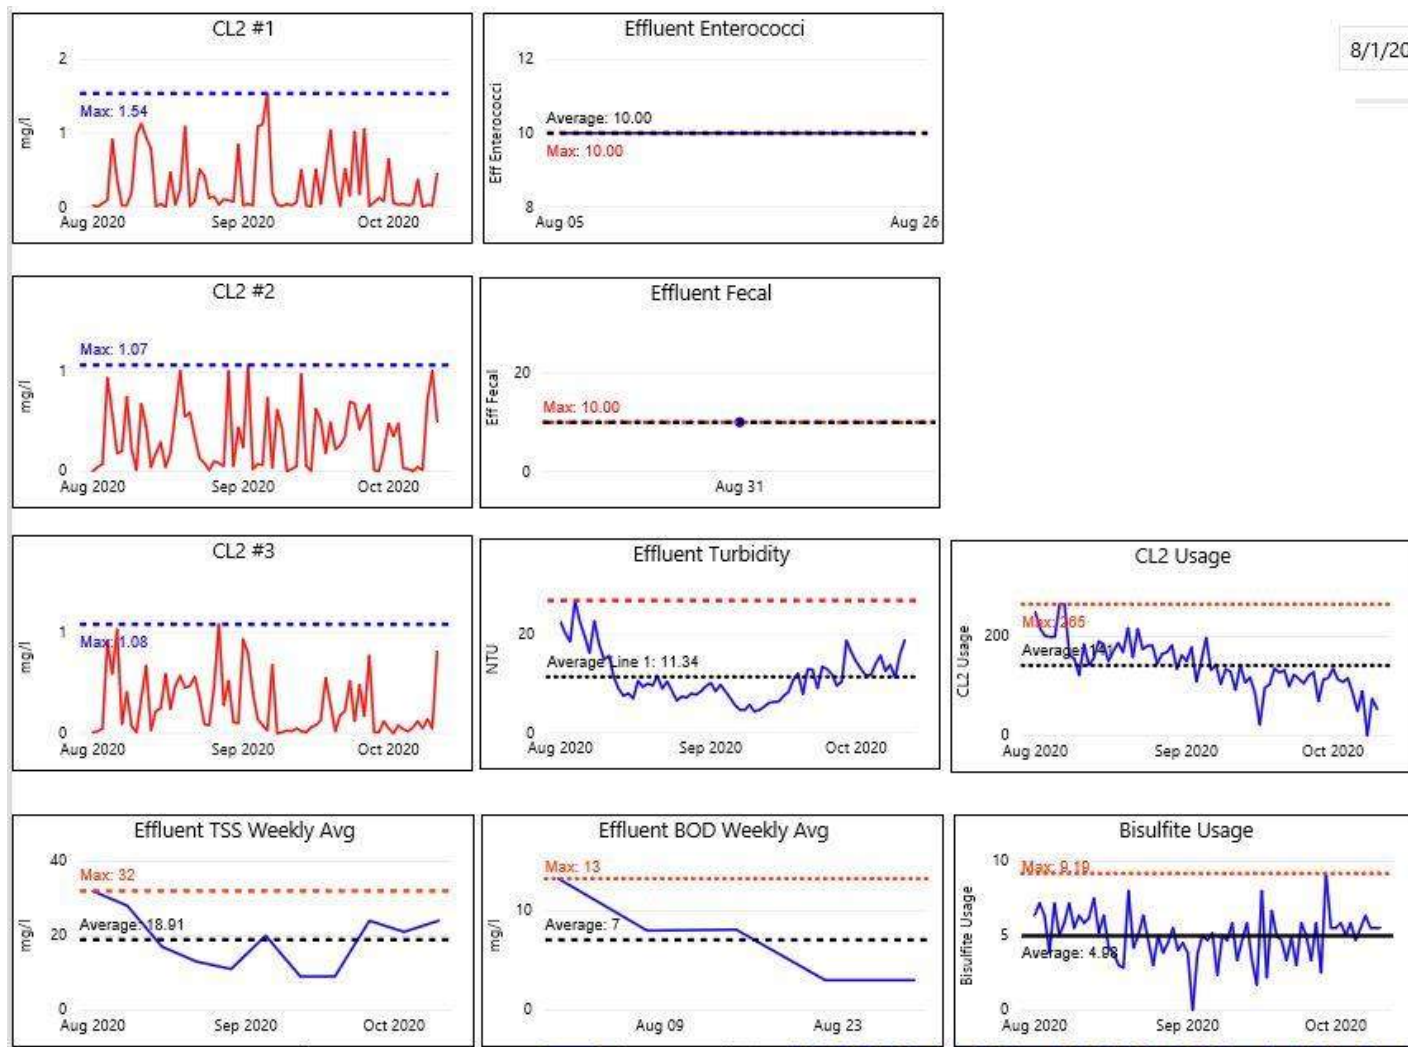 CL2 #1
2
Max: 1.54
mg/l
1
0
Aug 2020 Sep 2020 Oct 2020
Effluent Enterococci
12
Average: 10.00
Eff Enterococci
10
Max: 10.00
8
Aug 05 Aug 26
8/1/20
CL2 #2
Max: 1.07
mg/l
1
0
Aug 2020 Sep 2020 Oct 2020
Effluent Fecal
20
Max: 10.00
Eff Fecal
0
Aug 31
CL2 #3
1
Max: 1.08
mg/l
0
Aug 2020 Sep 2020 Oct 2020
Effluent Turbidity
20
Average Line 1: 11.34
NTU
0
Aug 2020 Sep 2020 Oct 2020
CL2 Usage
Max: 265
200
Average: 141
CL2 Usage
0
Aug 2020 Sep 2020 Oct 2020
Effluent TSS Weekly Avg
40
Max: 32
Average: 18.91
20
mg/l
0
Aug 2020 Sep 2020 Oct 2020
Effluent BOD Weekly Avg
Max: 13
10
Average: 7
mg/l
0
Aug 09 Aug 23
Bisulfite Usage
10
Max: 9.19
Bisulfite Usage
5
Average: 4.98
0
Aug 2020 Sep 2020 Oct 2020